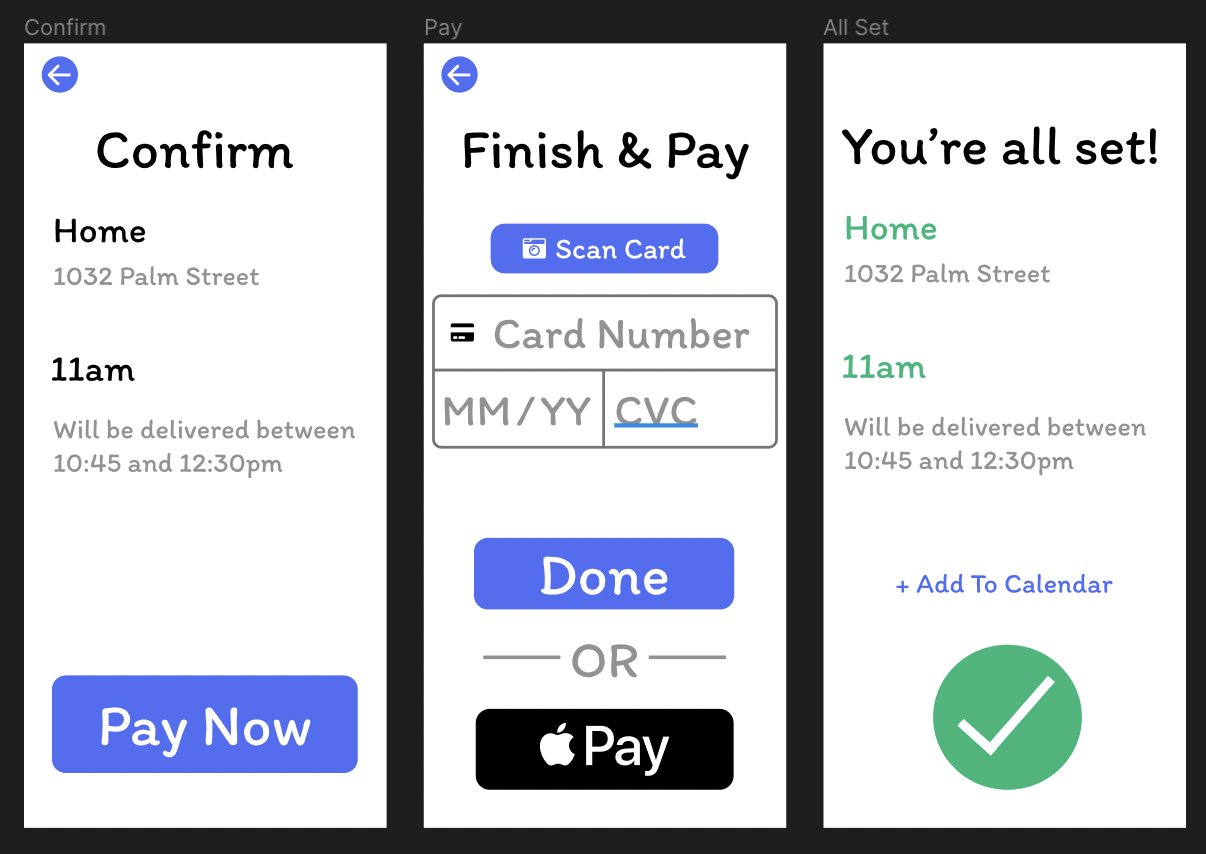 Confirm
Confirm
Home
1032 Palm Street
11am
Will be delivered between
10:45 and 12:30pm
Pay Now
Pay
Finish & Pay
Scan Card
Card Number
MM/YY CVC
Done
OR
Pay
All Set
You're all set!
Home
1032 Palm Street
11am
Will be delivered between
10:45 and 12:30pm
+ Add To Calendar